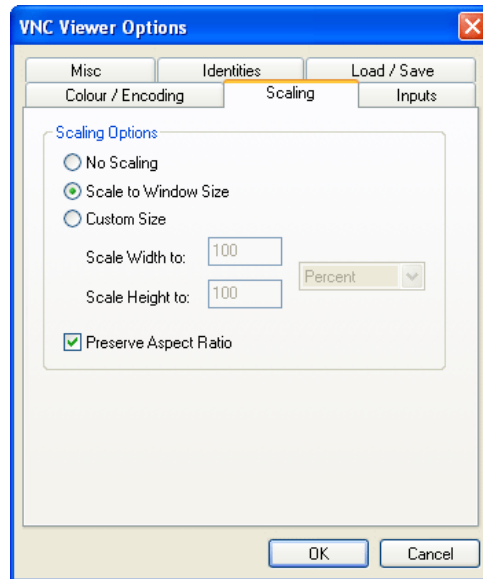 VNC Viewer Options
Misc Identities Load / Save
Colour / Encoding Scaling Inputs
Scaling Options
No Scaling
Scale to Window Size
Custom Size
Scale Width to: 100
Percent
Scale Height to: 100
Preserve Aspect Ratio
OK Cancel